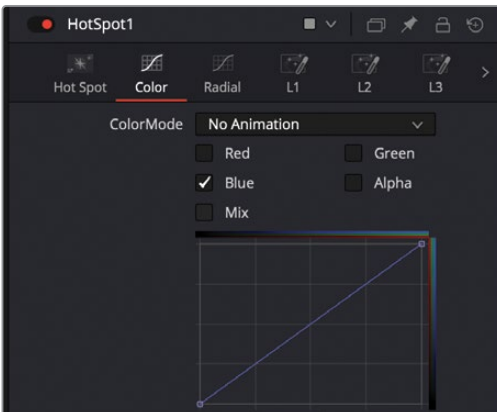 HotSpot1
Hot Spot Color Radial L1 L2 L3
ColorMode No Animation
Red Green
Blue Alpha
Mix